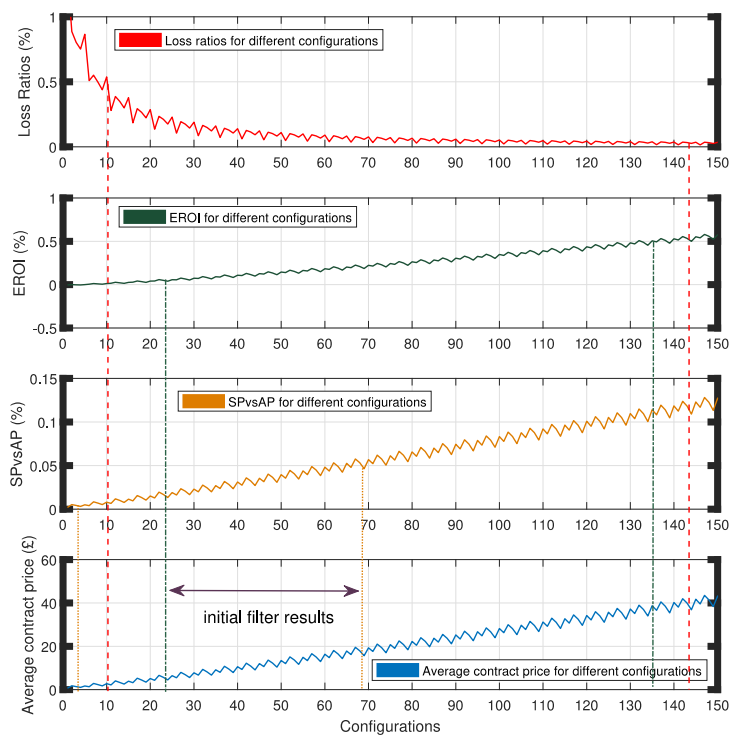 1
0.5
0
Loss Ratios (%)
Loss ratios for different configurations
0 10 20 30 40 50 60 70 80 90 100 110 120 130 140 150
1
0.5
0
-0.5
EROI (%)
EROI for different configurations
0 10 20 30 40 50 60 70 80 90 100 110 120 130 140 150
0.15
0.1
0.05
0
SPvsAP (%)
SPvsAP for different configurations
0 10 20 30 40 50 60 70 80 90 100 110 120 130 140 150
60
40
20
0
Average contract price (£)
initial filter results
Average contract price for different configurations
0 10 20 30 40 50 60 70 80 90 100 110 120 130 140 150
Configurations